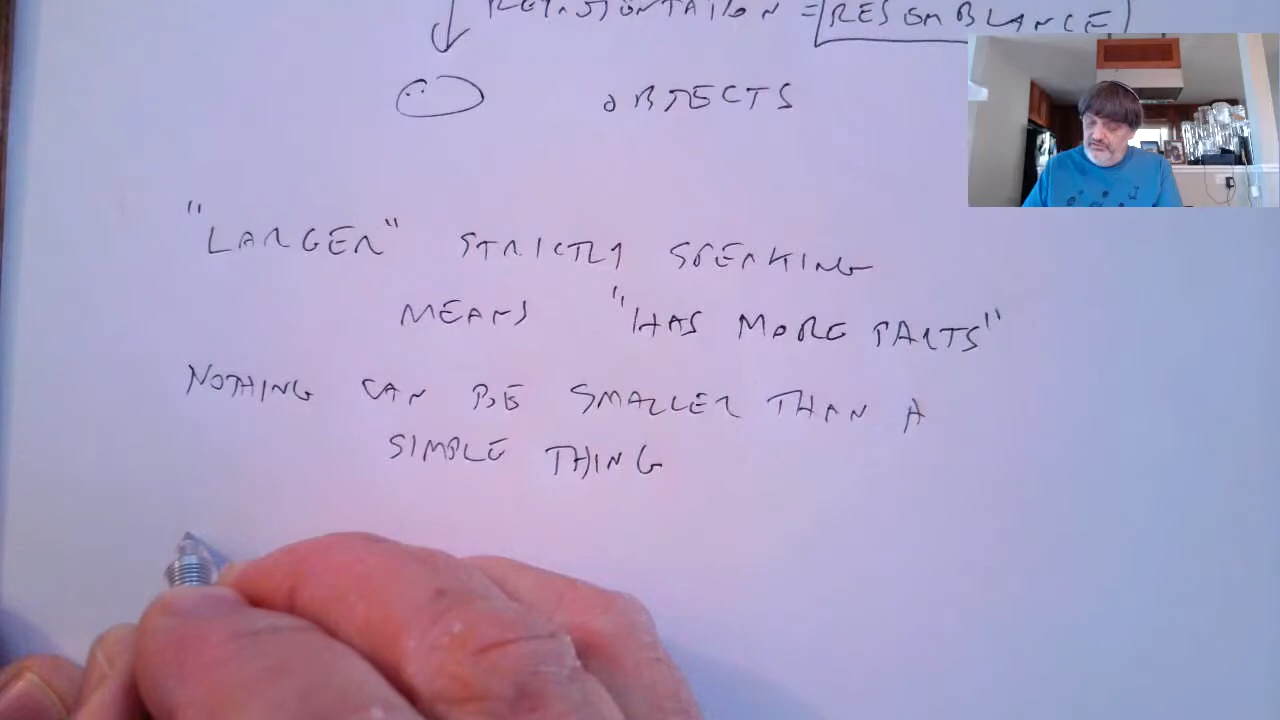 REPRESENTATION = RESEMBLANCE
OBJECTS
"LARGER" STRICTLY SPEAKING
MEANS "HAS MORE PARTS"
NOTHING CAN BE SMALLER THAN A
SIMPLE THING